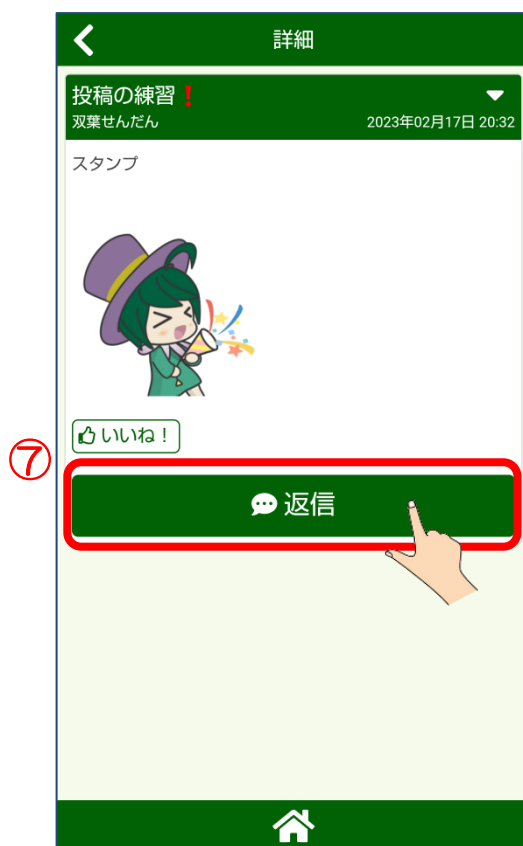 詳細
投稿の練習❗
双葉せんだん 2023年02月17日 20:32
スタンプ
いいね！
⑦
返信